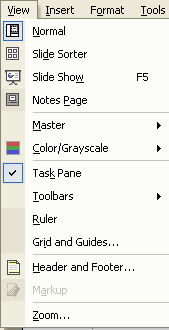 View Insert Format Tools
Normal
Slide Sorter
Slide Show F5
Notes Page
Master
Color/Grayscale
Task Pane
Toolbars
Ruler
Grid and Guides...
Header and Footer...
Markup
Zoom...